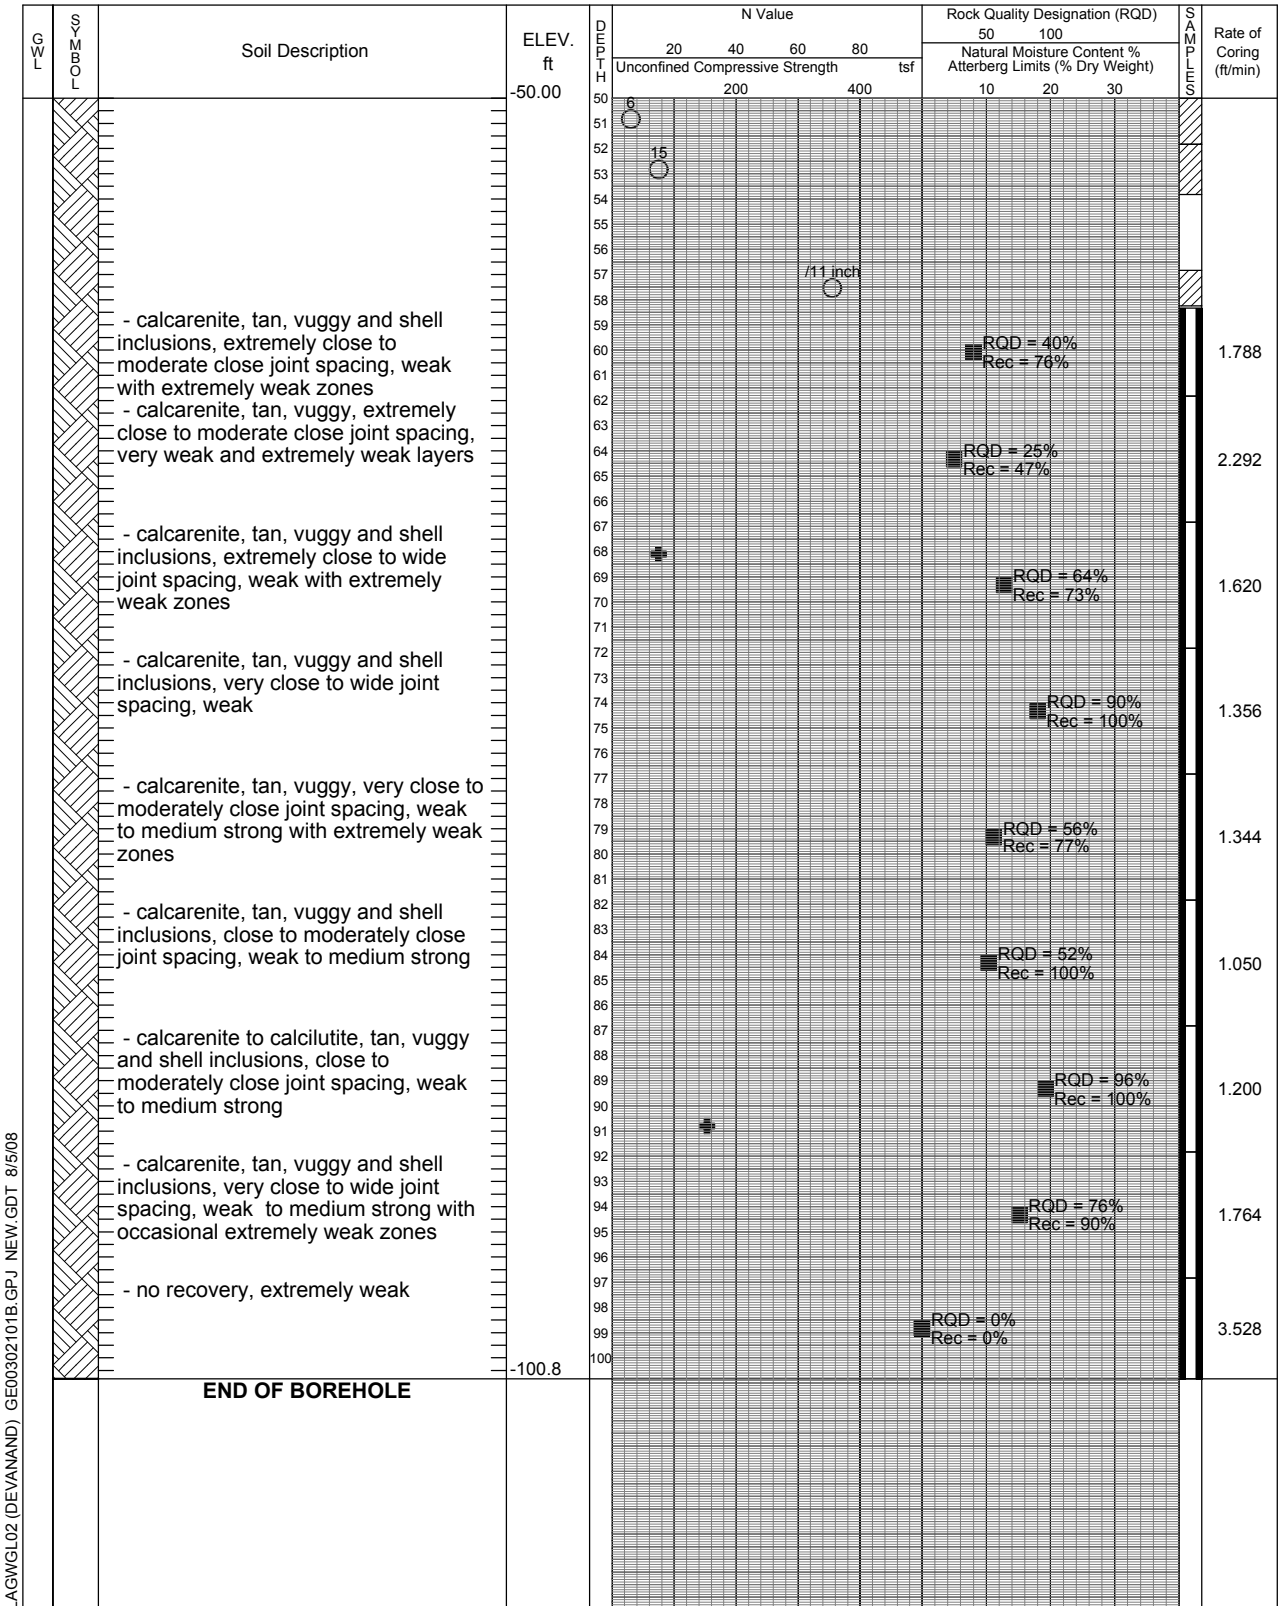 GWL
SYMBOL
Soil Description
ELEV.
ft
DEPTH
N Value
20 40 60 80
Unconfined Compressive Strength tsf
200 400
Rock Quality Designation (RQD)
50 100
Natural Moisture Content %
Atterberg Limits (% Dry Weight)
10 20 30
SAMPLES
Rate of
Coring
(ft/min)
-50.00
50
6
51
52
15
53
54
55
56
57
/11 inch
58
- calcarenite, tan, vuggy and shell
inclusions, extremely close to
moderate close joint spacing, weak
with extremely weak zones
59
60
61
RQD = 40%
Rec = 76%
1.788
- calcarenite, tan, vuggy, extremely
close to moderate close joint spacing,
very weak and extremely weak layers
62
63
64
65
66
RQD = 25%
Rec = 47%
2.292
- calcarenite, tan, vuggy and shell
inclusions, extremely close to wide
joint spacing, weak with extremely
weak zones
67
68
69
70
71
RQD = 64%
Rec = 73%
1.620
- calcarenite, tan, vuggy and shell
inclusions, very close to wide joint
spacing, weak
72
73
74
75
76
RQD = 90%
Rec = 100%
1.356
- calcarenite, tan, vuggy, very close to
moderately close joint spacing, weak
to medium strong with extremely weak
zones
77
78
79
80
81
RQD = 56%
Rec = 77%
1.344
- calcarenite, tan, vuggy and shell
inclusions, close to moderately close
joint spacing, weak to medium strong
82
83
84
85
86
RQD = 52%
Rec = 100%
1.050
- calcarenite to calcilutite, tan, vuggy
and shell inclusions, close to
moderately close joint spacing, weak
to medium strong
87
88
89
90
91
RQD = 96%
Rec = 100%
1.200
- calcarenite, tan, vuggy and shell
inclusions, very close to wide joint
spacing, weak to medium strong with
occasional extremely weak zones
92
93
94
95
96
RQD = 76%
Rec = 90%
1.764
- no recovery, extremely weak
97
98
99
100
RQD = 0%
Rec = 0%
3.528
-100.8
END OF BOREHOLE
AGWGL02 (DEVANAND) GE00302101B.GPJ NEW.GDT 8/5/08